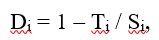 Dᵢ = 1 – Tᵢ / Sᵢ,